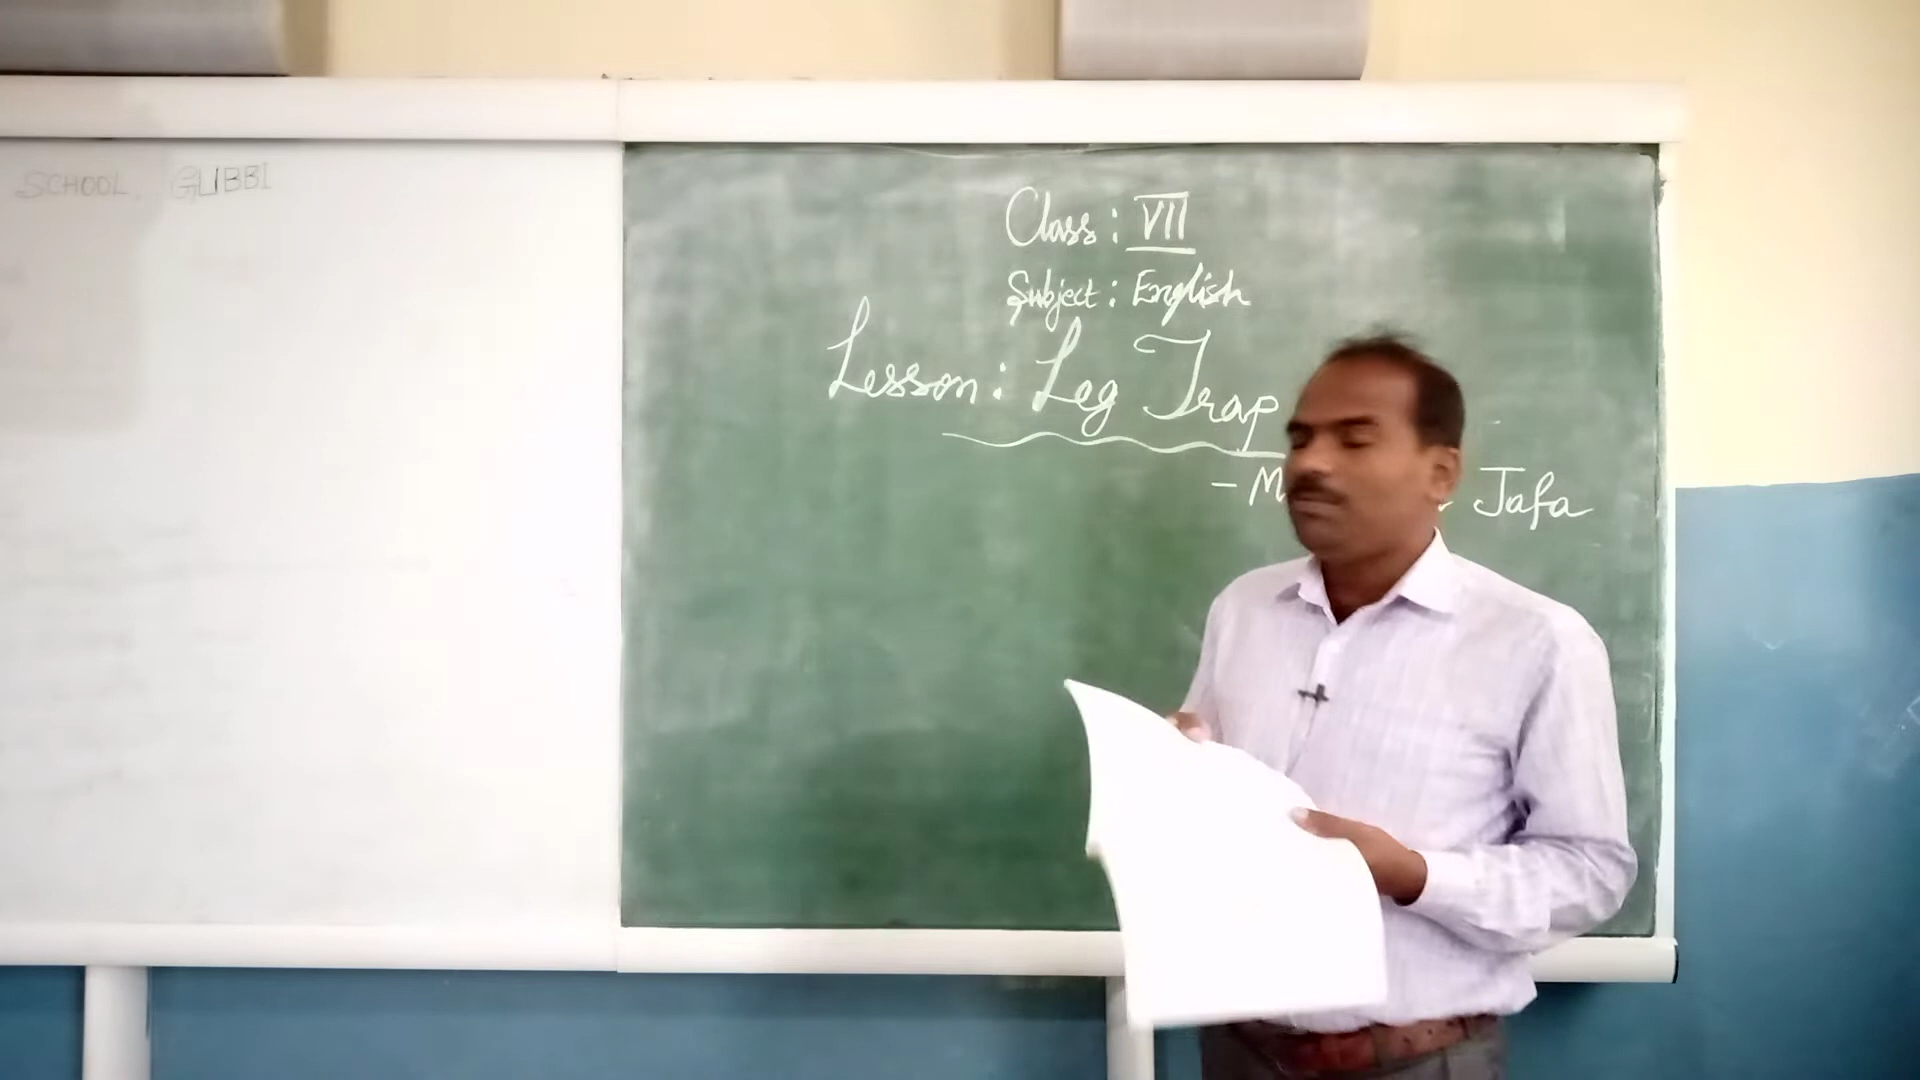 SCHOOL, GUBBI
Class : VII
Subject : English
Lesson : Leg Trap
- M Jafa